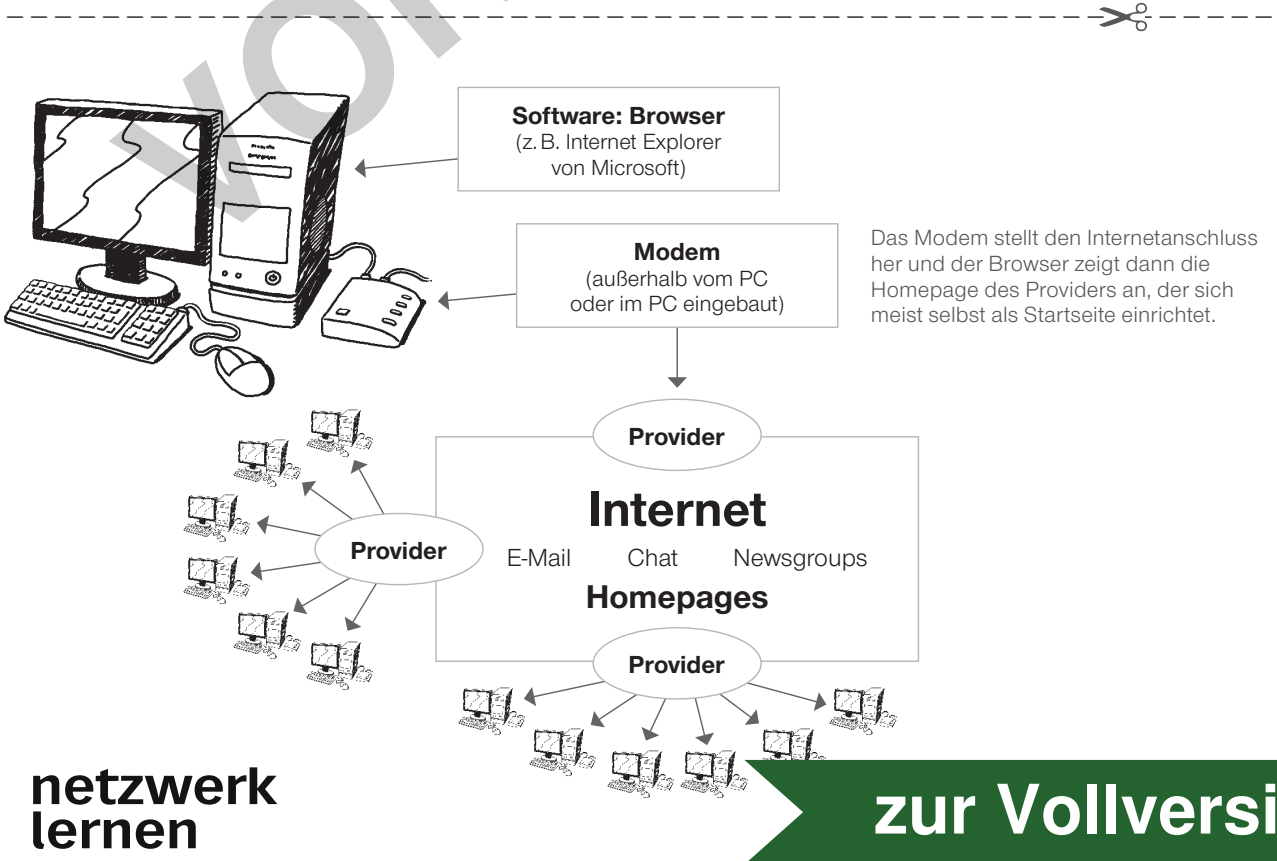 Software: Browser
(z. B. Internet Explorer
von Microsoft)
Modem
(außerhalb vom PC
oder im PC eingebaut)
Das Modem stellt den Internetanschluss
her und der Browser zeigt dann die
Homepage des Providers an, der sich
meist selbst als Startseite einrichtet.
Provider
Internet
Provider
E-Mail Chat Newsgroups
Homepages
Provider
netzwerk
lernen
zur Vollversi